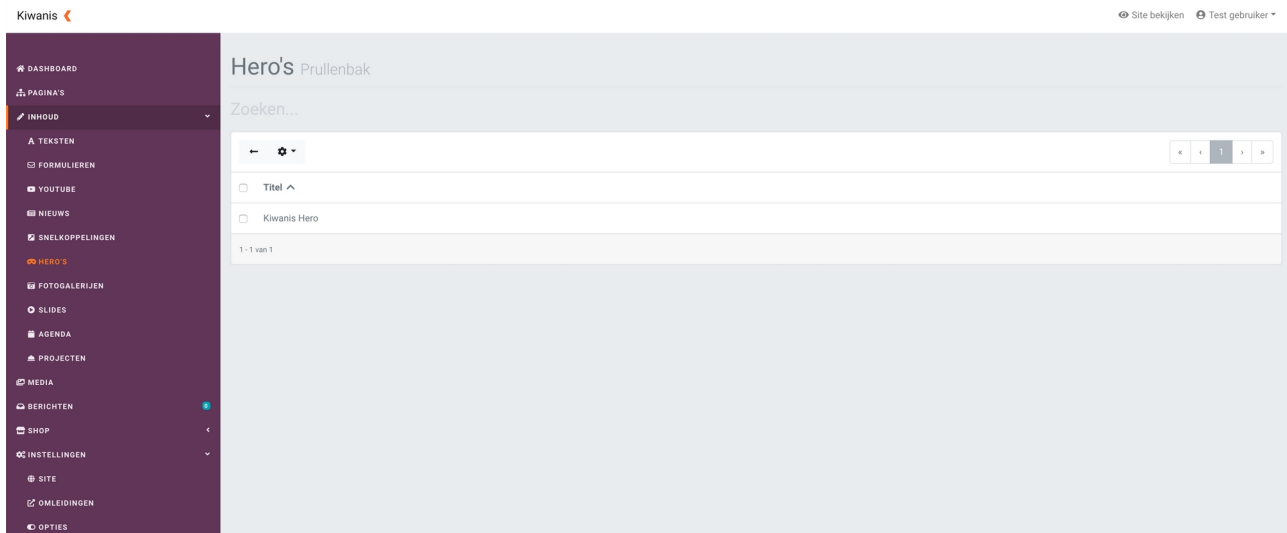 Kiwanis
Site bekijken
Test gebruiker
DASHBOARD
PAGINA'S
INHOUD
TEKSTEN
FORMULIEREN
YOUTUBE
NIEUWS
SNELKOPPELINGEN
HERO'S
FOTOGALERIJEN
SLIDES
AGENDA
PROJECTEN
MEDIA
BERICHTEN 0
SHOP
INSTELLINGEN
SITE
OMLEIDINGEN
OPTIES
Hero's Prullenbak
Zoeken...
« ‹ 1 › »
Titel
Kiwanis Hero
1 - 1 van 1